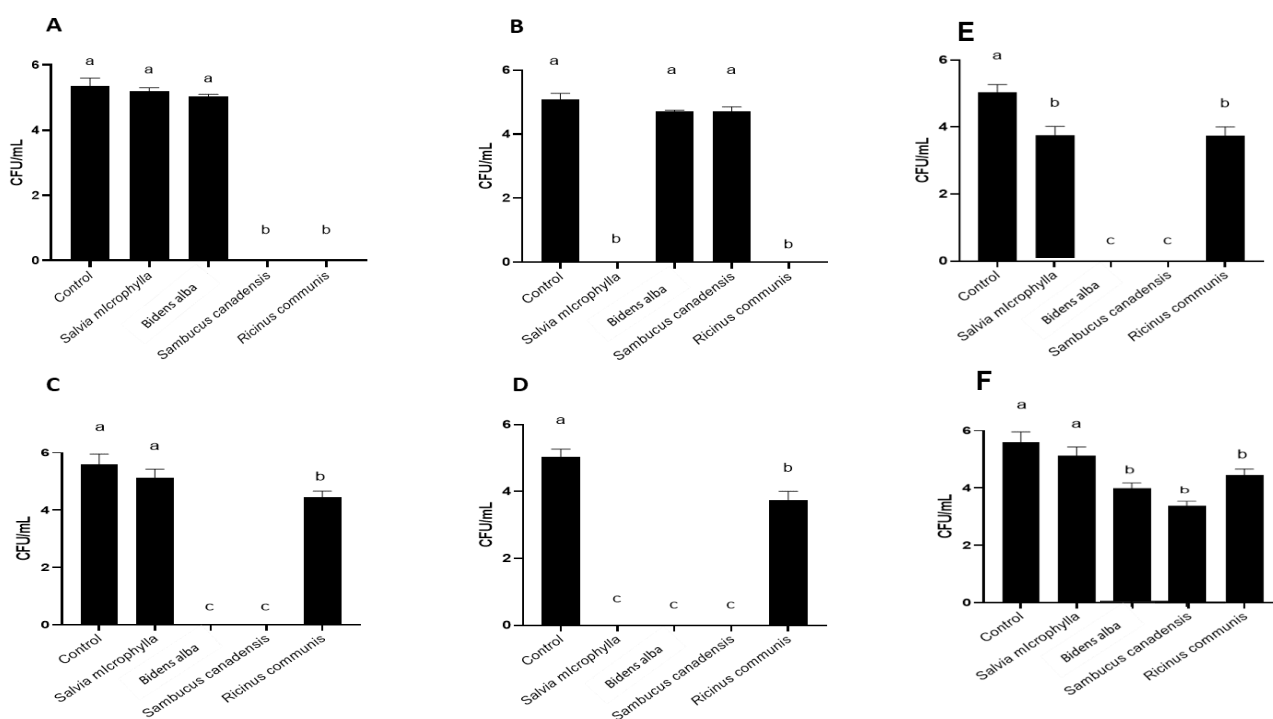 A
a
a
a
b
b
6
4
2
0
CFU/mL
Control
Salvia mIcrophylla
Bidens alba
Sambucus canadensis
Ricinus communis
B
a
a
a
b
b
6
4
2
0
CFU/mL
Control
Salvia mIcrophylla
Bidens alba
Sambucus canadensis
Ricinus communis
E
a
b
b
c
c
6
4
2
0
CFU/mL
Control
Salvia mIcrophylla
Bidens alba
Sambucus canadensis
Ricinus communis
C
a
a
b
c
c
6
4
2
0
CFU/mL
Control
Salvia mIcrophylla
Bidens alba
Sambucus canadensis
Ricinus communis
D
a
b
c
c
c
6
4
2
0
CFU/mL
Control
Salvia mIcrophylla
Bidens alba
Sambucus canadensis
Ricinus communis
F
a
a
b
b
b
6
4
2
0
CFU/mL
Control
Salvia mIcrophylla
Bidens alba
Sambucus canadensis
Ricinus communis